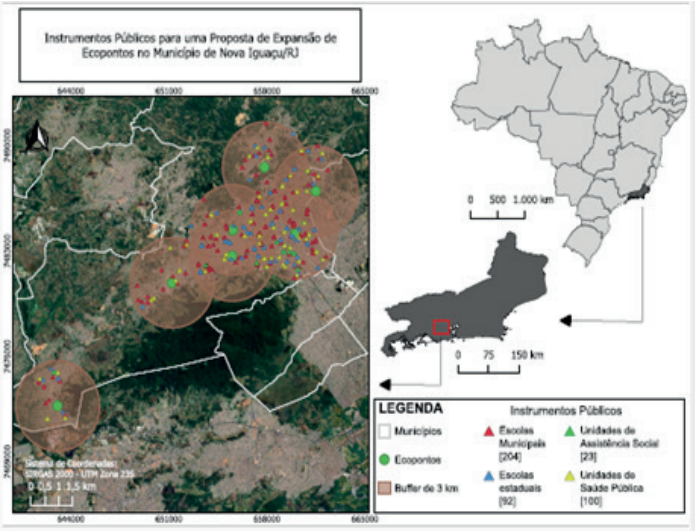 Instrumentos Públicos para uma Proposta de Expansão de
Ecopontos no Município de Nova Iguaçu/RJ
644000 651000 658000 665000
7490000
7483000
7476000
7469000
Sistema de Coordenadas:
SIRGAS 2000 - UTM Zona 23S
0 0,5 1 1,5 km
644000 651000 658000 665000
0 500 1.000 km
0 75 150 km
LEGENDA
Municípios
Ecopontos
Buffer de 3 km
Instrumentos Públicos
Escolas
Municipais
[204]
Unidades de
Assistência Social
[23]
Escolas
estaduais
[92]
Unidades de
Saúde Pública
[100]